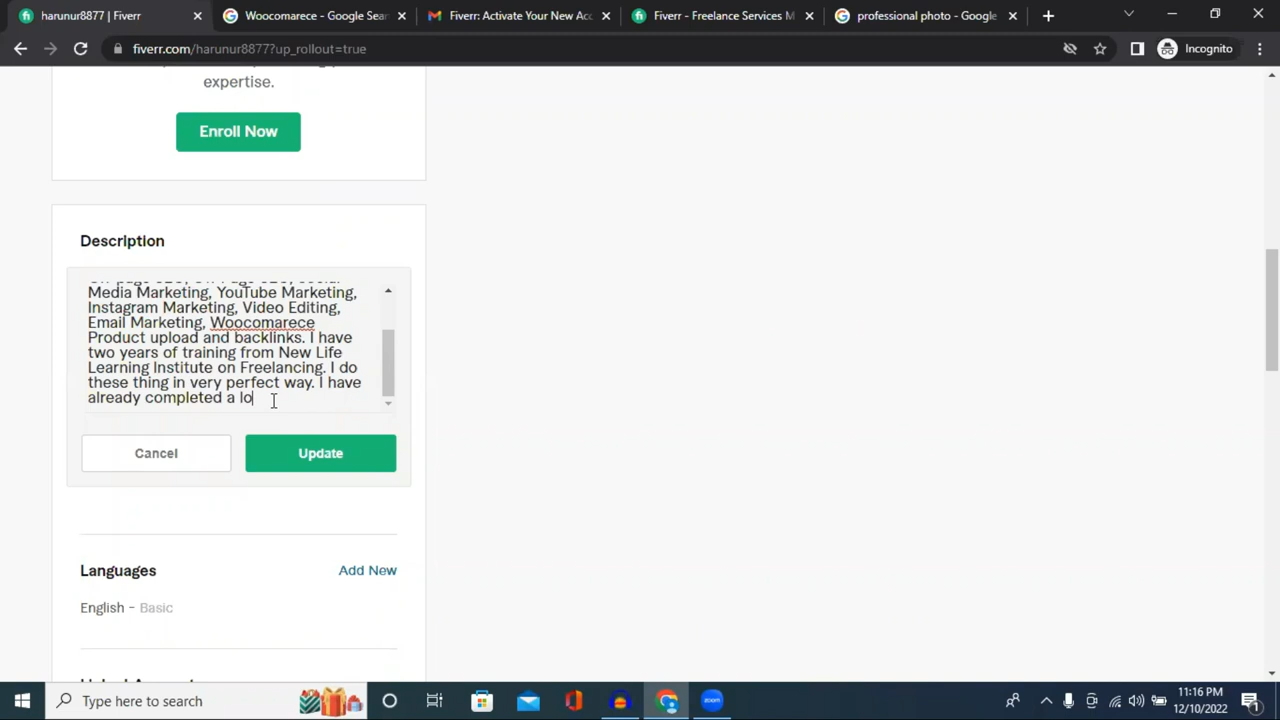 harunur8877 | Fiverr
Woocomarece - Google Sear
Fiverr: Activate Your New Acc
Fiverr - Freelance Services M
professional photo - Google
fiverr.com/harunur8877?up_rollout=true
Incognito
expertise.
Enroll Now
Description
Media Marketing, YouTube Marketing,
Instagram Marketing, Video Editing,
Email Marketing, Woocomarece
Product upload and backlinks. I have
two years of training from New Life
Learning Institute on Freelancing. I do
these thing in very perfect way. I have
already completed a lo
Cancel
Update
Languages
Add New
English - Basic
Type here to search
zoom
11:16 PM
12/10/2022
1